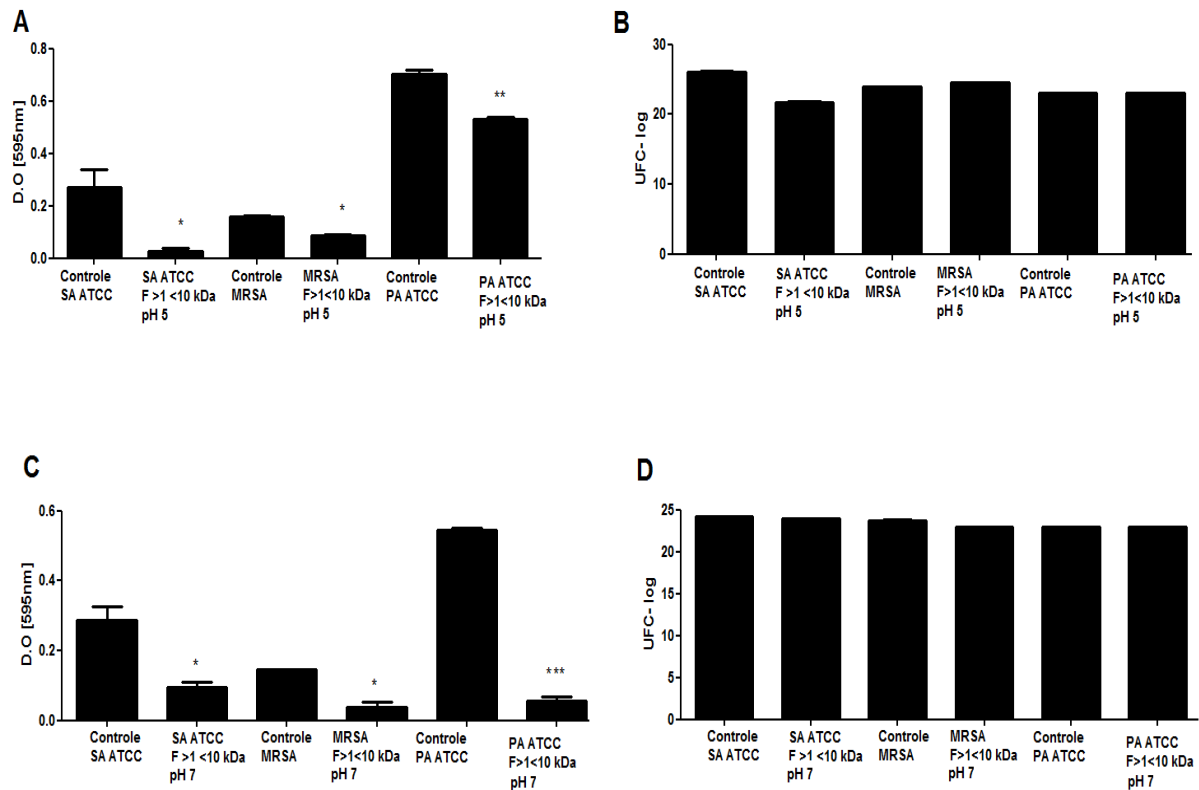 A
0.8
0.6
0.4
0.2
0.0
D.O [595nm]
*
*
**
Controle
SA ATCC
SA ATCC
F >1 <10 kDa
pH 5
Controle
MRSA
MRSA
F>1<10 kDa
pH 5
Controle
PA ATCC
PA ATCC
F>1<10 kDa
pH 5
B
30
20
10
0
UFC- log
Controle
SA ATCC
SA ATCC
F >1 <10 kDa
pH 5
Controle
MRSA
MRSA
F>1<10 kDa
pH 5
Controle
PA ATCC
PA ATCC
F>1<10 kDa
pH 5
C
0.6
0.4
0.2
0.0
D.O [595nm]
*
*
***
Controle
SA ATCC
SA ATCC
F >1 <10 kDa
pH 7
Controle
MRSA
MRSA
F>1<10 kDa
pH 7
Controle
PA ATCC
PA ATCC
F>1<10 kDa
pH 7
D
25
20
15
10
5
0
UFC- log
Controle
SA ATCC
SA ATCC
F >1 <10 kDa
pH 7
Controle
MRSA
MRSA
F>1<10 kDa
pH 7
Controle
PA ATCC
PA ATCC
F>1<10 kDa
pH 7